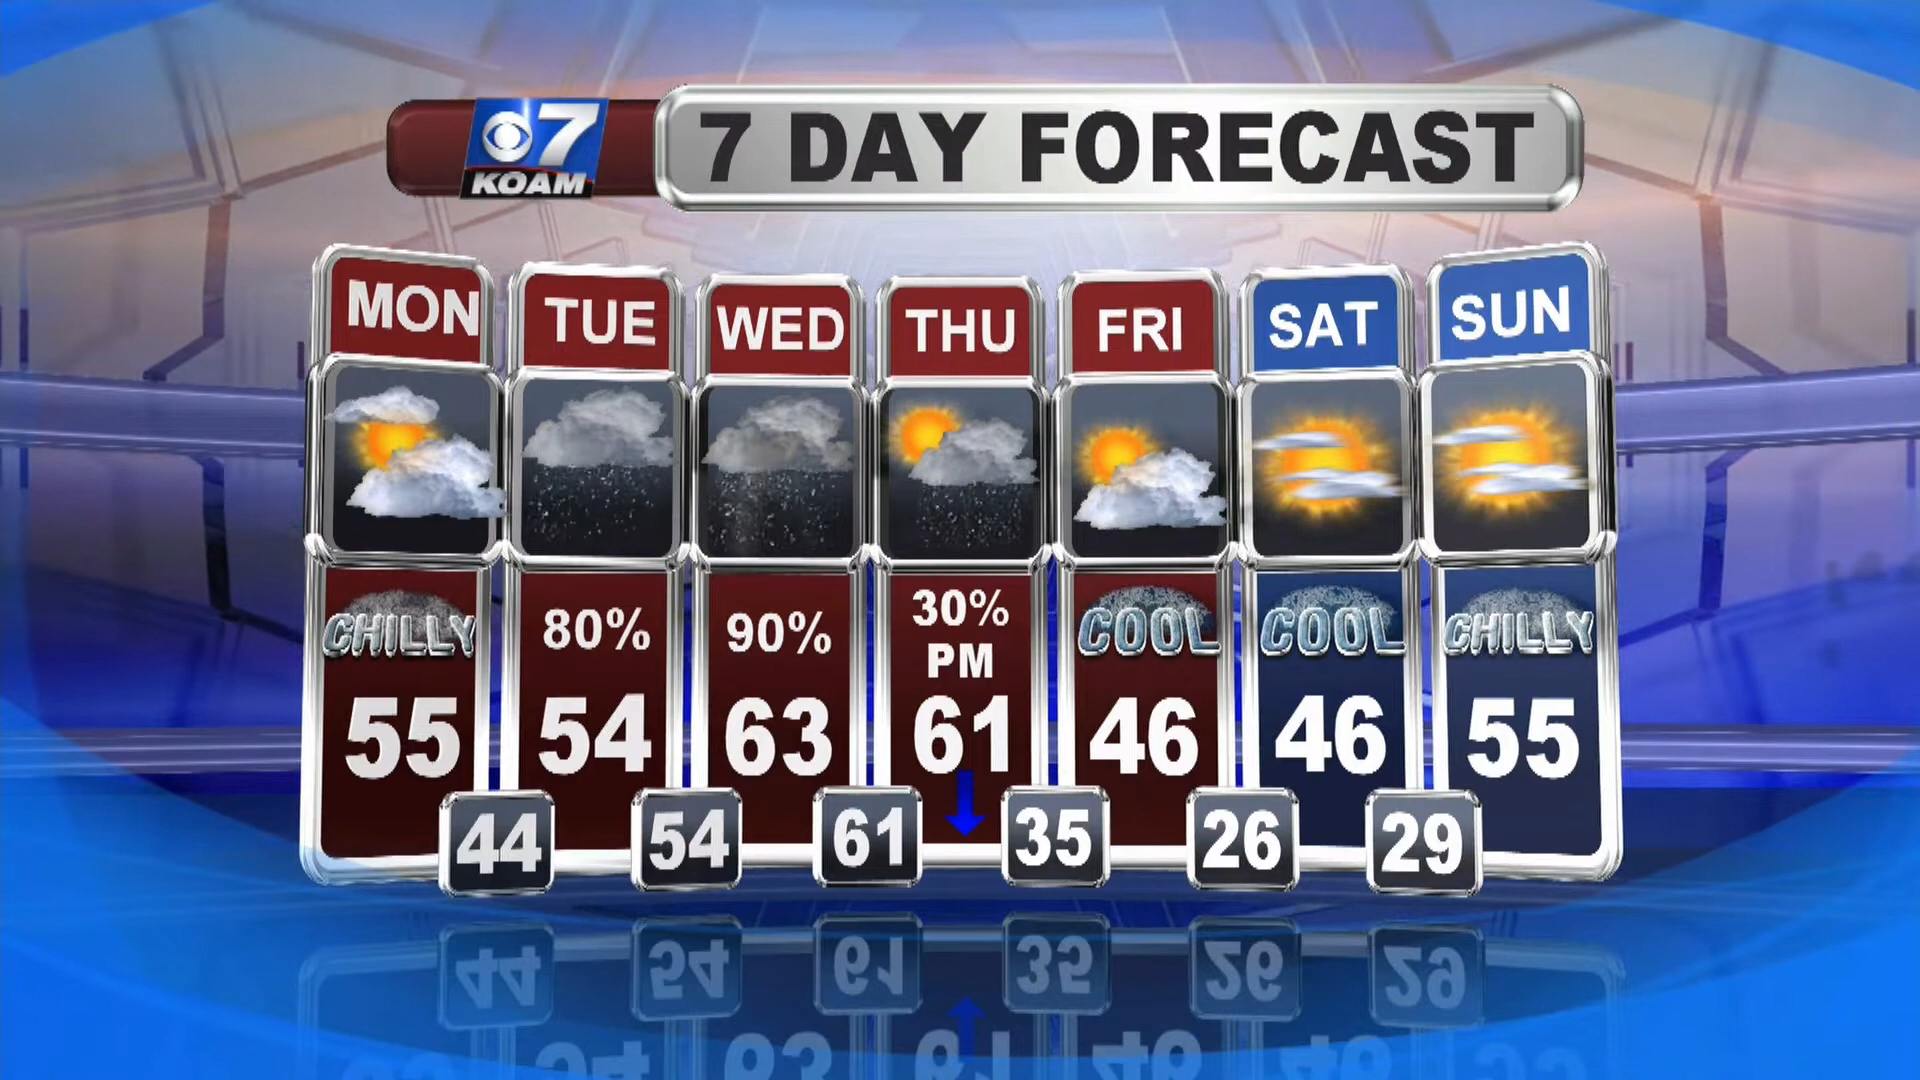 7
KOAM
7 DAY FORECAST
MON TUE WED THU FRI SAT SUN
CHILLY 80% 90% 30% PM COOL COOL CHILLY
55 54 63 61 46 46 55
44 54 61 35 26 29